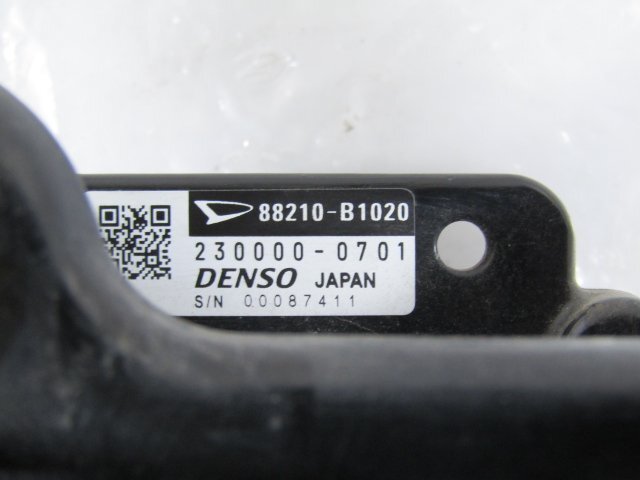 88210-B1020
230000-0701
DENSO JAPAN
S/N 00087411